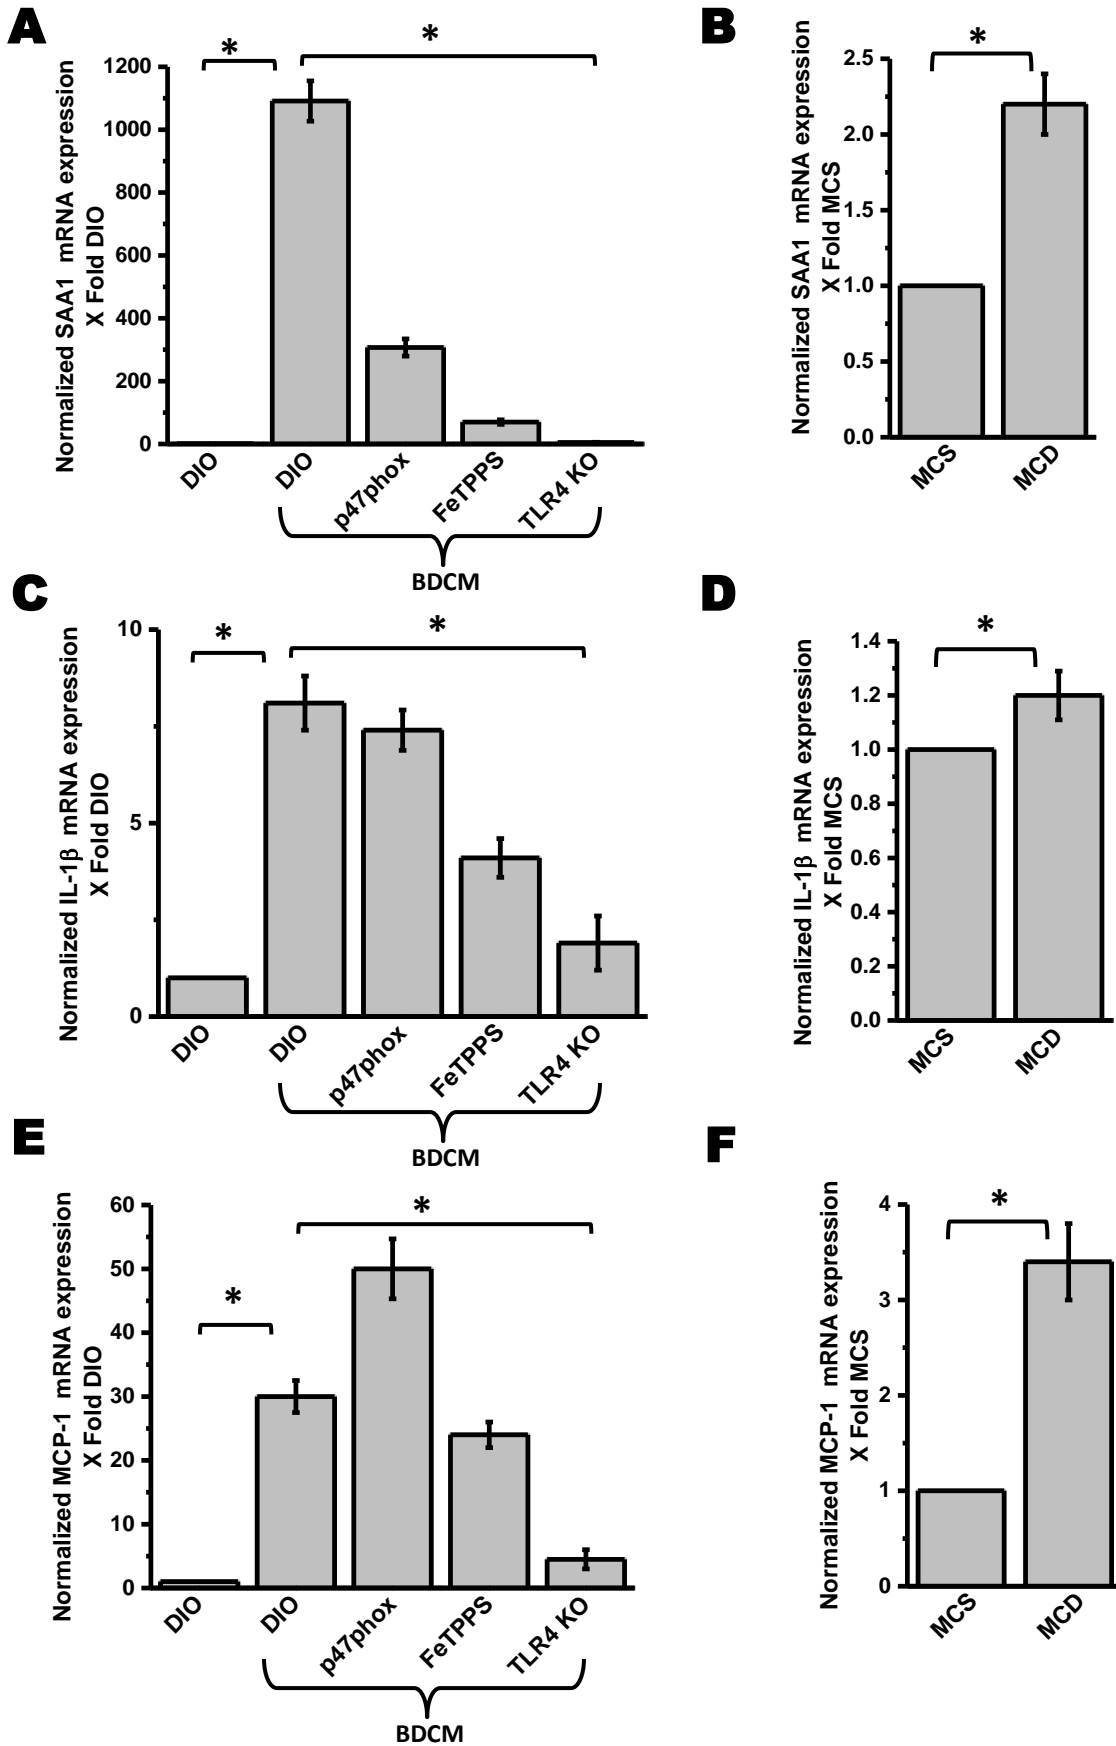 A
*
*
Normalized SAA1 mRNA expression
X Fold DIO
1200
1000
800
600
400
200
0
DIO
DIO
p47phox
FeTPPS
TLR4 KO
BDCM
B
*
Normalized SAA1 mRNA expression
X Fold MCS
2.5
2.0
1.5
1.0
0.5
0.0
MCS
MCD
C
*
*
Normalized IL-1β mRNA expression
X Fold DIO
10
5
0
DIO
DIO
p47phox
FeTPPS
TLR4 KO
BDCM
D
*
Normalized IL-1β mRNA expression
X Fold MCS
1.4
1.2
1.0
0.8
0.6
0.4
0.2
0.0
MCS
MCD
E
*
*
Normalized MCP-1 mRNA expression
X Fold DIO
60
50
40
30
20
10
0
DIO
DIO
p47phox
FeTPPS
TLR4 KO
BDCM
F
*
Normalized MCP-1 mRNA expression
X Fold MCS
4
3
2
1
0
MCS
MCD